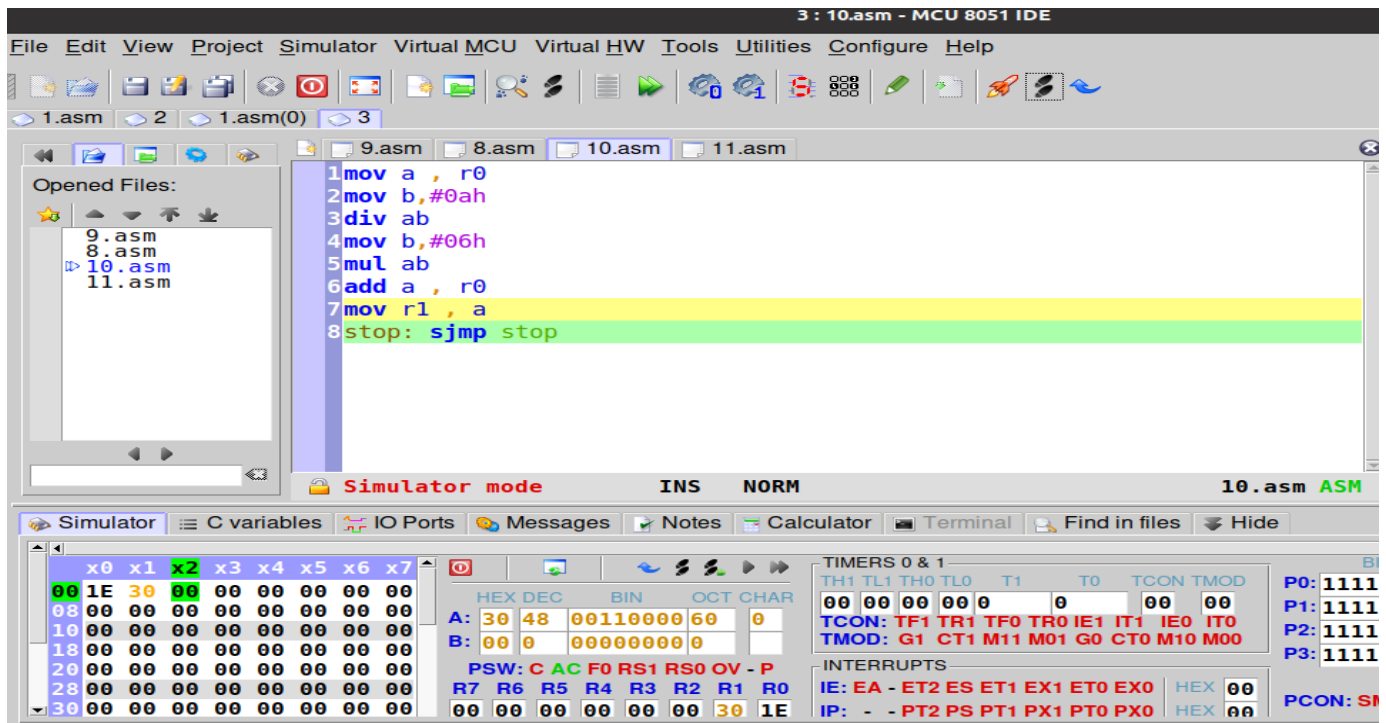 3 : 10.asm - MCU 8051 IDE
File Edit View Project Simulator Virtual MCU Virtual HW Tools Utilities Configure Help
1.asm 2 1.asm(0) 3
9.asm 8.asm 10.asm 11.asm
Opened Files:
9.asm
8.asm
10.asm
11.asm
1 mov a , r0
2 mov b,#0ah
3 div ab
4 mov b,#06h
5 mul ab
6 add a , r0
7 mov r1 , a
8 stop: sjmp stop
Simulator mode INS NORM 10.asm ASM
Simulator C variables IO Ports Messages Notes Calculator Terminal Find in files Hide
x0 x1 x2 x3 x4 x5 x6 x7
00 1E 30 00 00 00 00 00 00
08 00 00 00 00 00 00 00 00
10 00 00 00 00 00 00 00 00
18 00 00 00 00 00 00 00 00
20 00 00 00 00 00 00 00 00
28 00 00 00 00 00 00 00 00
30 00 00 00 00 00 00 00 00
HEX DEC BIN OCT CHAR
A: 30 48 00110000 60 0
B: 00 0 00000000 0
PSW: C AC F0 RS1 RS0 OV - P
R7 R6 R5 R4 R3 R2 R1 R0
00 00 00 00 00 00 30 1E
TIMERS 0 & 1
TH1 TL1 TH0 TL0 T1 T0 TCON TMOD
00 00 00 00 0 0 00 00
TCON: TF1 TR1 TF0 TR0 IE1 IT1 IE0 IT0
TMOD: G1 CT1 M11 M01 G0 CT0 M10 M00
INTERRUPTS
IE: EA - ET2 ES ET1 EX1 ET0 EX0 HEX 00
IP: - - PT2 PS PT1 PX1 PT0 PX0 HEX 00
P0: 1111
P1: 1111
P2: 1111
P3: 1111
PCON: